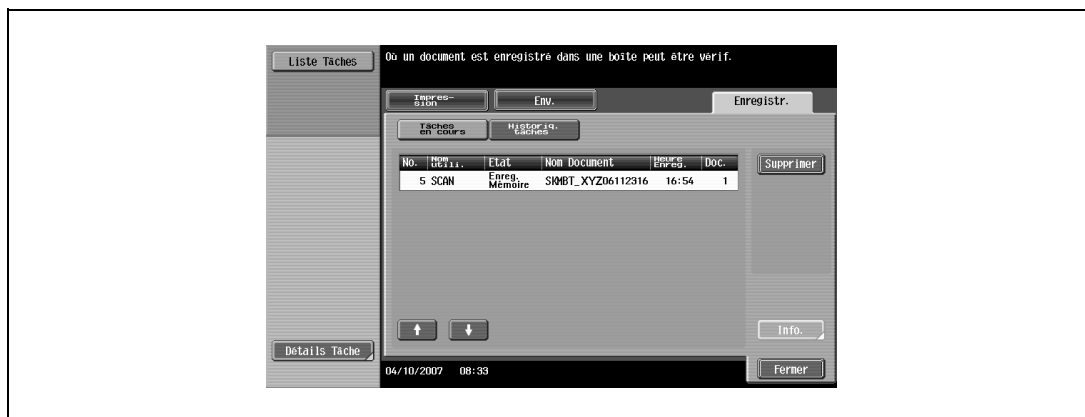 Liste Tâches
Où un document est enregistré dans une boîte peut être vérif.
Impres-
sion
Env.
Enregistr.
Tâches
en cours
Historiq.
tâches
No. Nom utili. Etat Nom Document Heure Enreg. Doc.
5 SCAN Enreg. Mémoire SKMBT_XYZ06112316 16:54 1
Supprimer
Info.
Détails Tâche
04/10/2007 08:33
Fermer